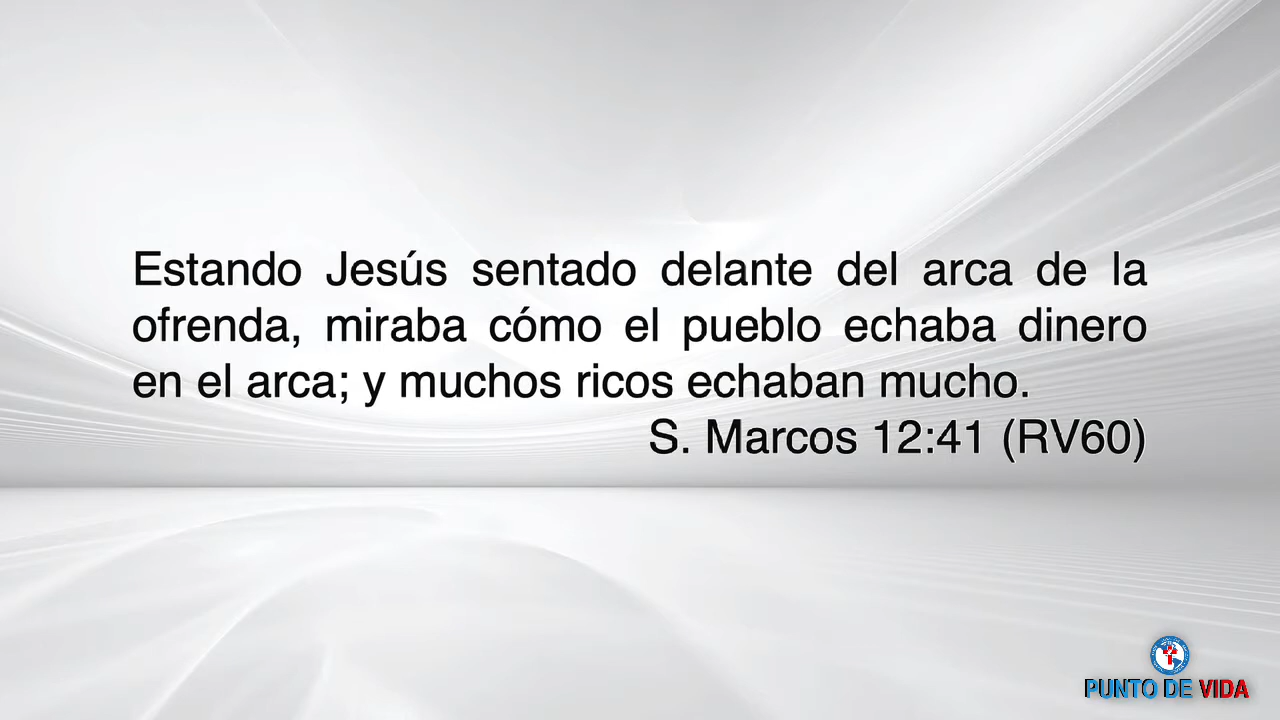 Estando Jesús sentado delante del arca de la
ofrenda, miraba cómo el pueblo echaba dinero
en el arca; y muchos ricos echaban mucho.
S. Marcos 12:41 (RV60)
PUNTO DE VIDA